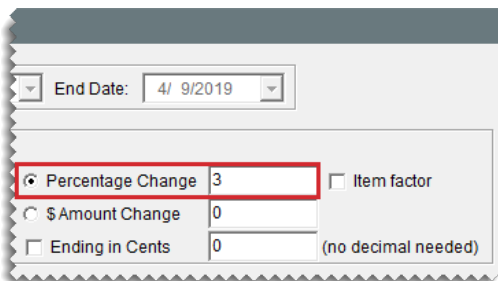 End Date: 4/ 9/2019
Percentage Change 3 Item factor
$ Amount Change 0
Ending in Cents 0 (no decimal needed)